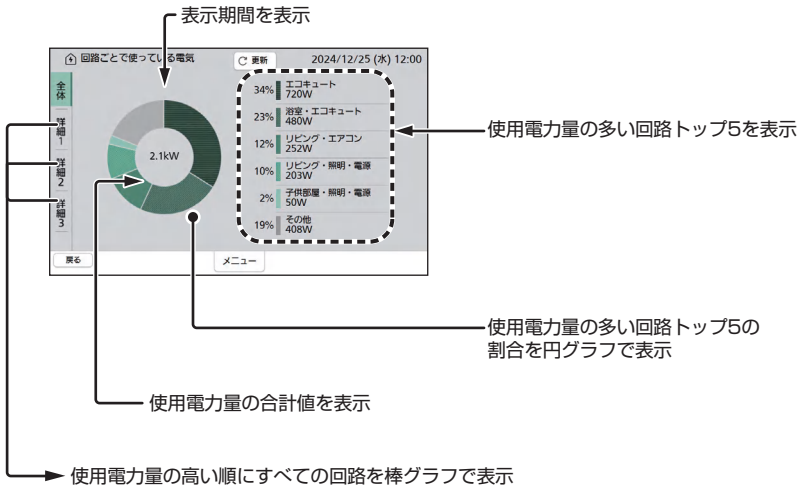 表示期間を表示
回路ごとで使っている電気
更新
2024/12/25 (水) 12:00
全体
詳細1
詳細2
詳細3
2.1kW
34% エコキュート
720W
23% 浴室・エコキュート
480W
12% リビング・エアコン
252W
10% リビング・照明・電源
203W
2% 子供部屋・照明・電源
50W
19% その他
408W
戻る
メニュー
使用電力量の多い回路トップ5を表示
使用電力量の多い回路トップ5の
割合を円グラフで表示
使用電力量の合計値を表示
使用電力量の高い順にすべての回路を棒グラフで表示